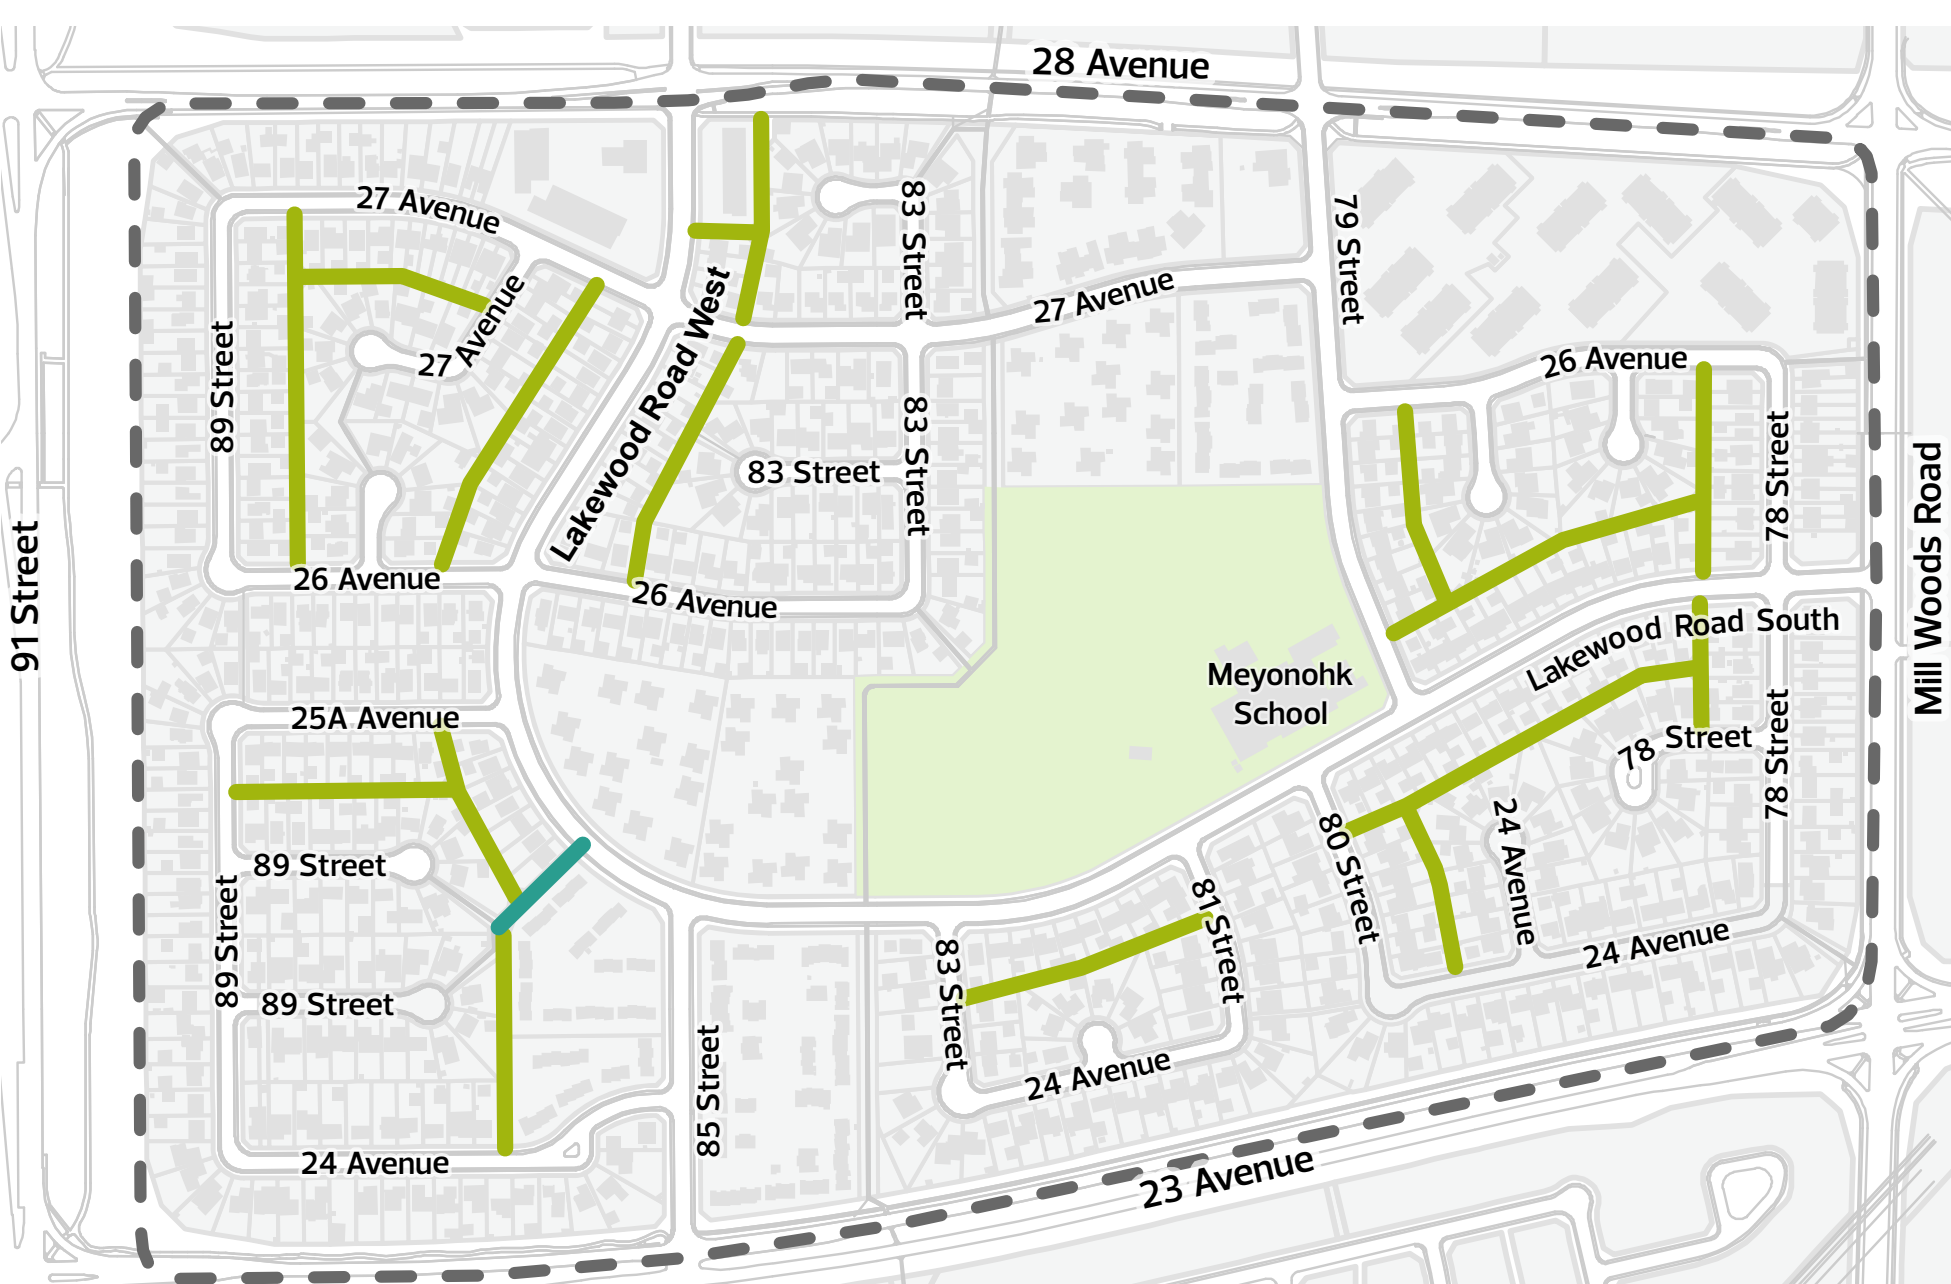 28 Avenue
27 Avenue
83 Street
79 Street
27 Avenue
27 Avenue
Lakewood Road West
89 Street
26 Avenue
83 Street
83 Street
78 Street
91 Street
Mill Woods Road
26 Avenue
26 Avenue
Lakewood Road South
Meyonohk
School
25A Avenue
78 Street
78 Street
89 Street
80 Street
24 Avenue
89 Street
81 Street
83 Street
24 Avenue
89 Street
85 Street
24 Avenue
24 Avenue
23 Avenue